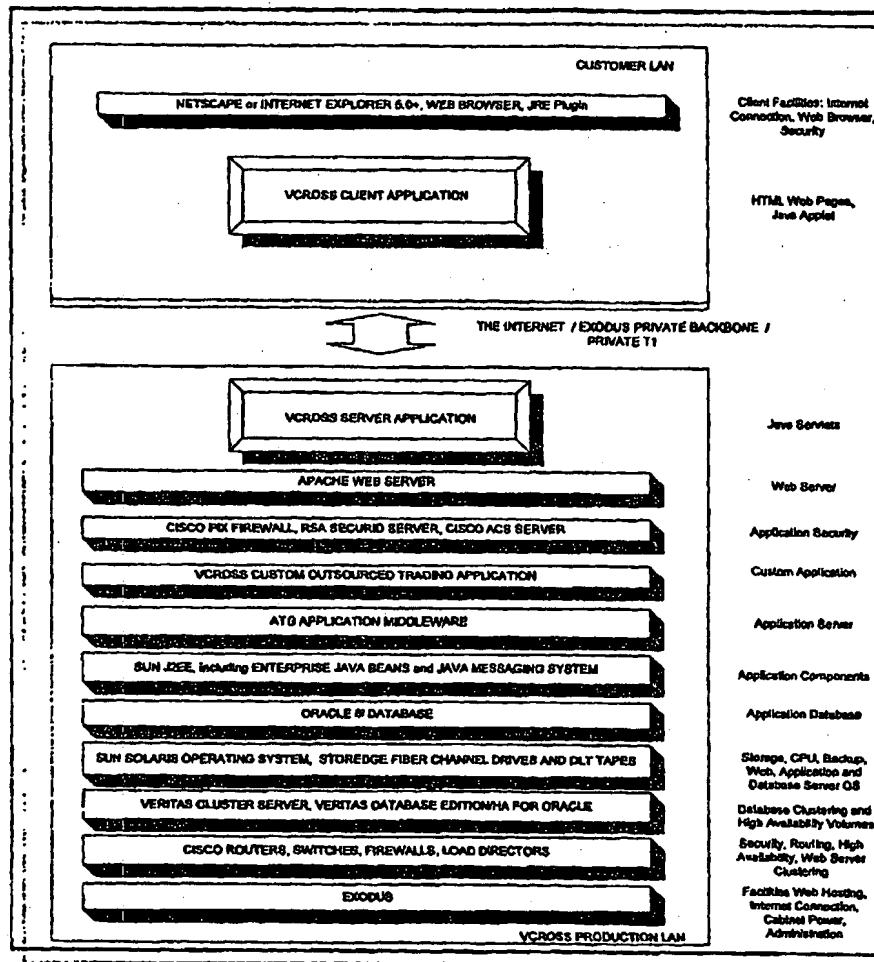 CUSTOMER LAN
NETSCAPE or INTERNET EXPLORER 5.0+, WEB BROWSER, JRE Plugin
Client Facilities: Internet
Connection, Web Browser,
Security
VCROSS CLIENT APPLICATION
HTML Web Pages,
Java Applet
THE INTERNET / EXODUS PRIVATE BACKBONE /
PRIVATE T1
VCROSS SERVER APPLICATION
Java Servlets
APACHE WEB SERVER
Web Server
CISCO PIX FIREWALL, RSA SECURID SERVER, CISCO ACS SERVER
Application Security
VCROSS CUSTOM OUTSOURCED TRADING APPLICATION
Custom Application
ATG APPLICATION MIDDLEWARE
Application Server
SUN J2EE, including ENTERPRISE JAVA BEANS and JAVA MESSAGING SYSTEM
Application Components
ORACLE 8i DATABASE
Application Database
SUN SOLARIS OPERATING SYSTEM, STOREDGE FIBER CHANNEL DRIVES AND DLT TAPES
Storage, CPU, Backup,
Web, Application and
Database Server OS
VERITAS CLUSTER SERVER, VERITAS DATABASE EDITION/HA FOR ORACLE
Database Clustering and
High Availability Volumes
CISCO ROUTERS, SWITCHES, FIREWALLS, LOAD DIRECTORS
Security, Routing, High
Availability, Web Server
Clustering
EXODUS
Facilities Web Hosting,
Internet Connection,
Cabinet Power,
Administration
VCROSS PRODUCTION LAN